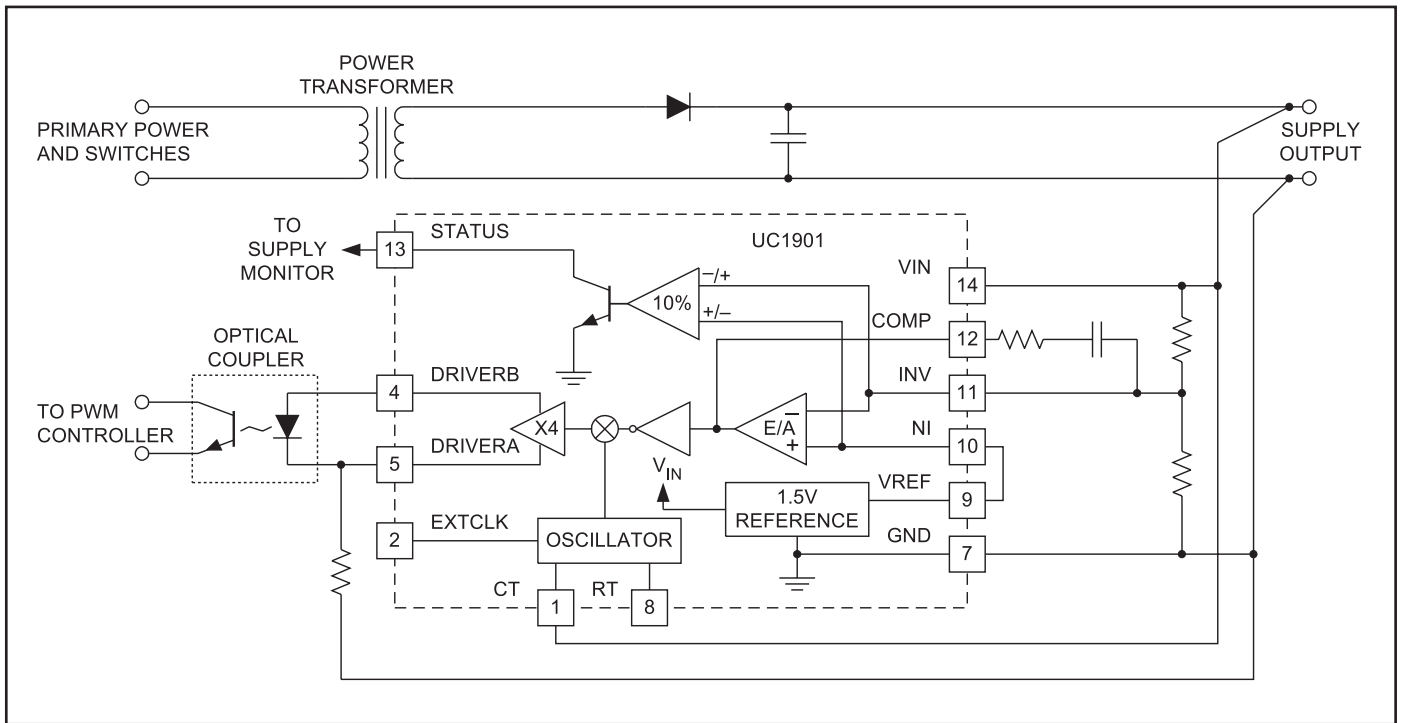 POWER
TRANSFORMER
PRIMARY POWER
AND SWITCHES
SUPPLY
OUTPUT
TO
SUPPLY
MONITOR
13
STATUS
UC1901
VIN
14
–/+
10%
+/–
COMP
12
OPTICAL
COUPLER
INV
11
4
DRIVERB
TO PWM
CONTROLLER
X4
E/A
–
+
NI
10
5
DRIVERA
VIN
VREF
9
1.5V
REFERENCE
2
EXTCLK
OSCILLATOR
GND
7
CT
1
RT
8